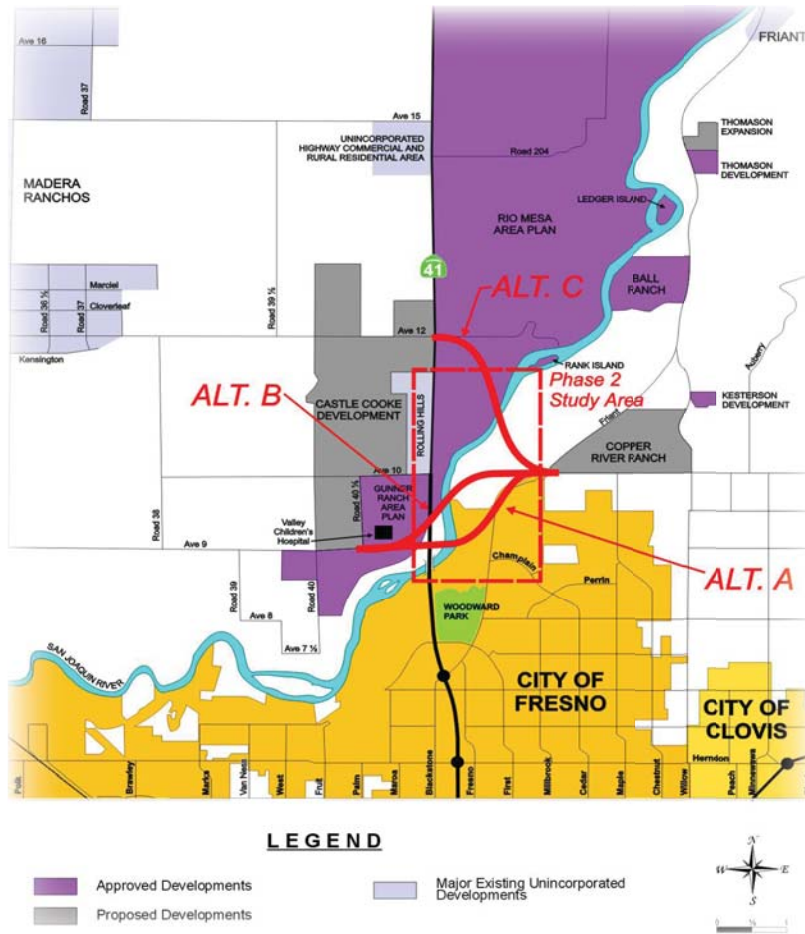 Ave 16
Road 37
FRIANT
Ave 15
UNINCORPORATED
HIGHWAY COMMERCIAL AND
RURAL RESIDENTIAL AREA
Road 204
THOMASON
EXPANSION
THOMASON
DEVELOPMENT
MADERA
RANCHOS
LEDGER ISLAND
RIO MESA
AREA PLAN
41
BALL
RANCH
Road 39 ½
Road 36 ½
Road 37
Marciel
Cloverleaf
Kensington
ALT. C
Ave 12
RANK ISLAND
Phase 2
Study Area
Auberry
Friant
KESTERSON
DEVELOPMENT
ALT. B
CASTLE COOKE
DEVELOPMENT
ROLLING HILLS
COPPER
RIVER RANCH
Ave 10
GUNNER
RANCH AREA
PLAN
Road 40 ½
Road 38
Valley
Children's
Hospital
Ave 9
Champlain
ALT. A
Perrin
Road 39
Road 40
Ave 8
Ave 7 ½
WOODWARD
PARK
SAN JOAQUIN RIVER
CITY OF
FRESNO
CITY OF
CLOVIS
Herndon
Polk
Brawley
Marks
Van Ness
West
Fruit
Palm
Maroa
Blackstone
Fresno
First
Millbrook
Cedar
Maple
Chestnut
Willow
Peach
Minnewawa
LEGEND
Approved Developments
Proposed Developments
Major Existing Unincorporated
Developments
N
W
E
S
0